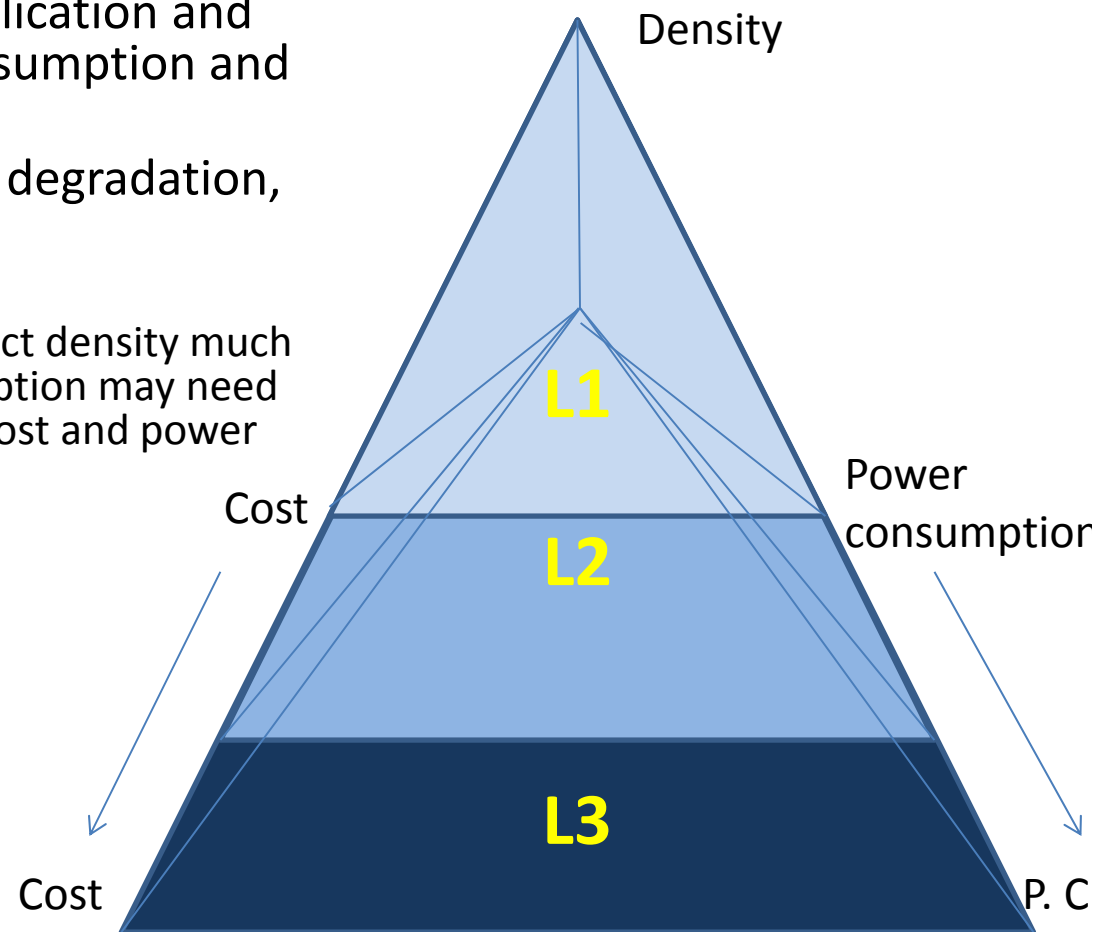 lication and
sumption and
degradation,
ct density much
ption may need
ost and power
Density
L1
Cost
Power
consumption
L2
L3
Cost
P. C